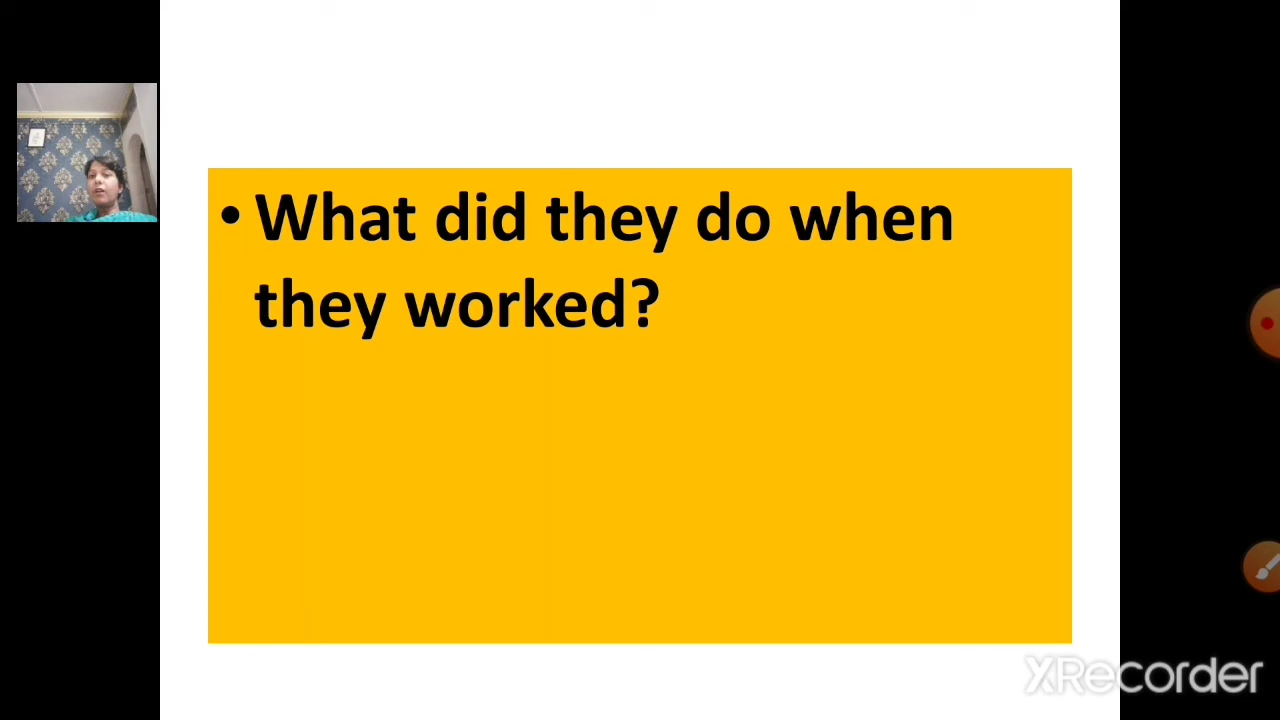 • What did they do when
they worked?
XRecorder